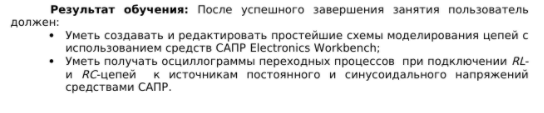 Результат обучения: После успешного завершения занятия пользователь
должен:
• Уметь создавать и редактировать простейшие схемы моделирования цепей с
использованием средств САПР Electronics Workbench;
• Уметь получать осциллограммы переходных процессов при подключении RL-
и RC-цепей к источникам постоянного и синусоидального напряжений
средствами САПР.